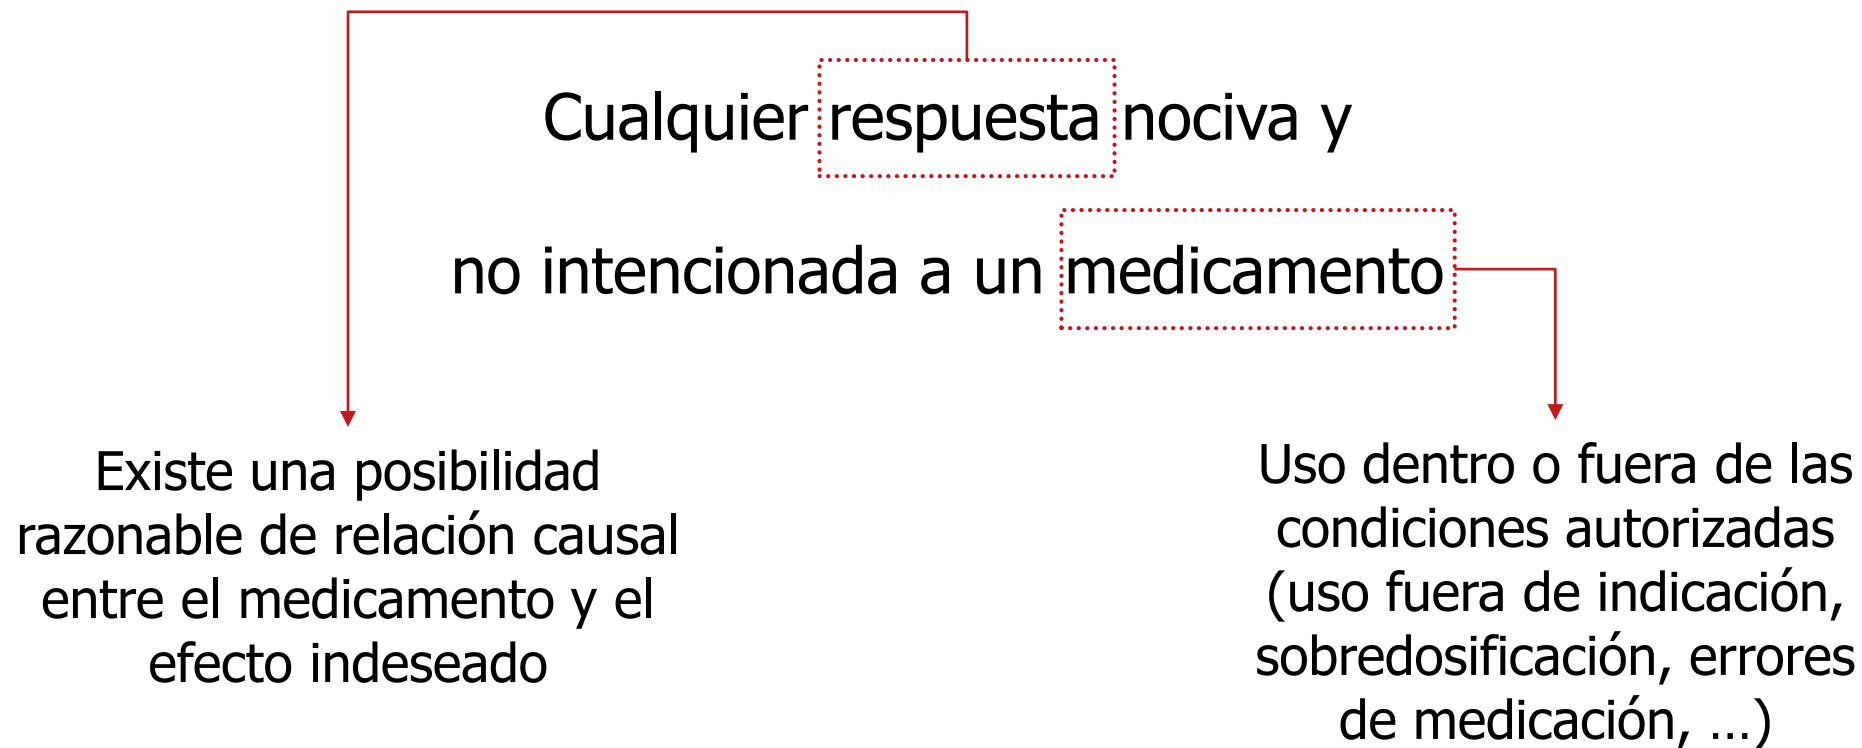 Cualquier respuesta nociva y
no intencionada a un medicamento
Existe una posibilidad
razonable de relación causal
entre el medicamento y el
efecto indeseado
Uso dentro o fuera de las
condiciones autorizadas
(uso fuera de indicación,
sobredosificación, errores
de medicación, ...)